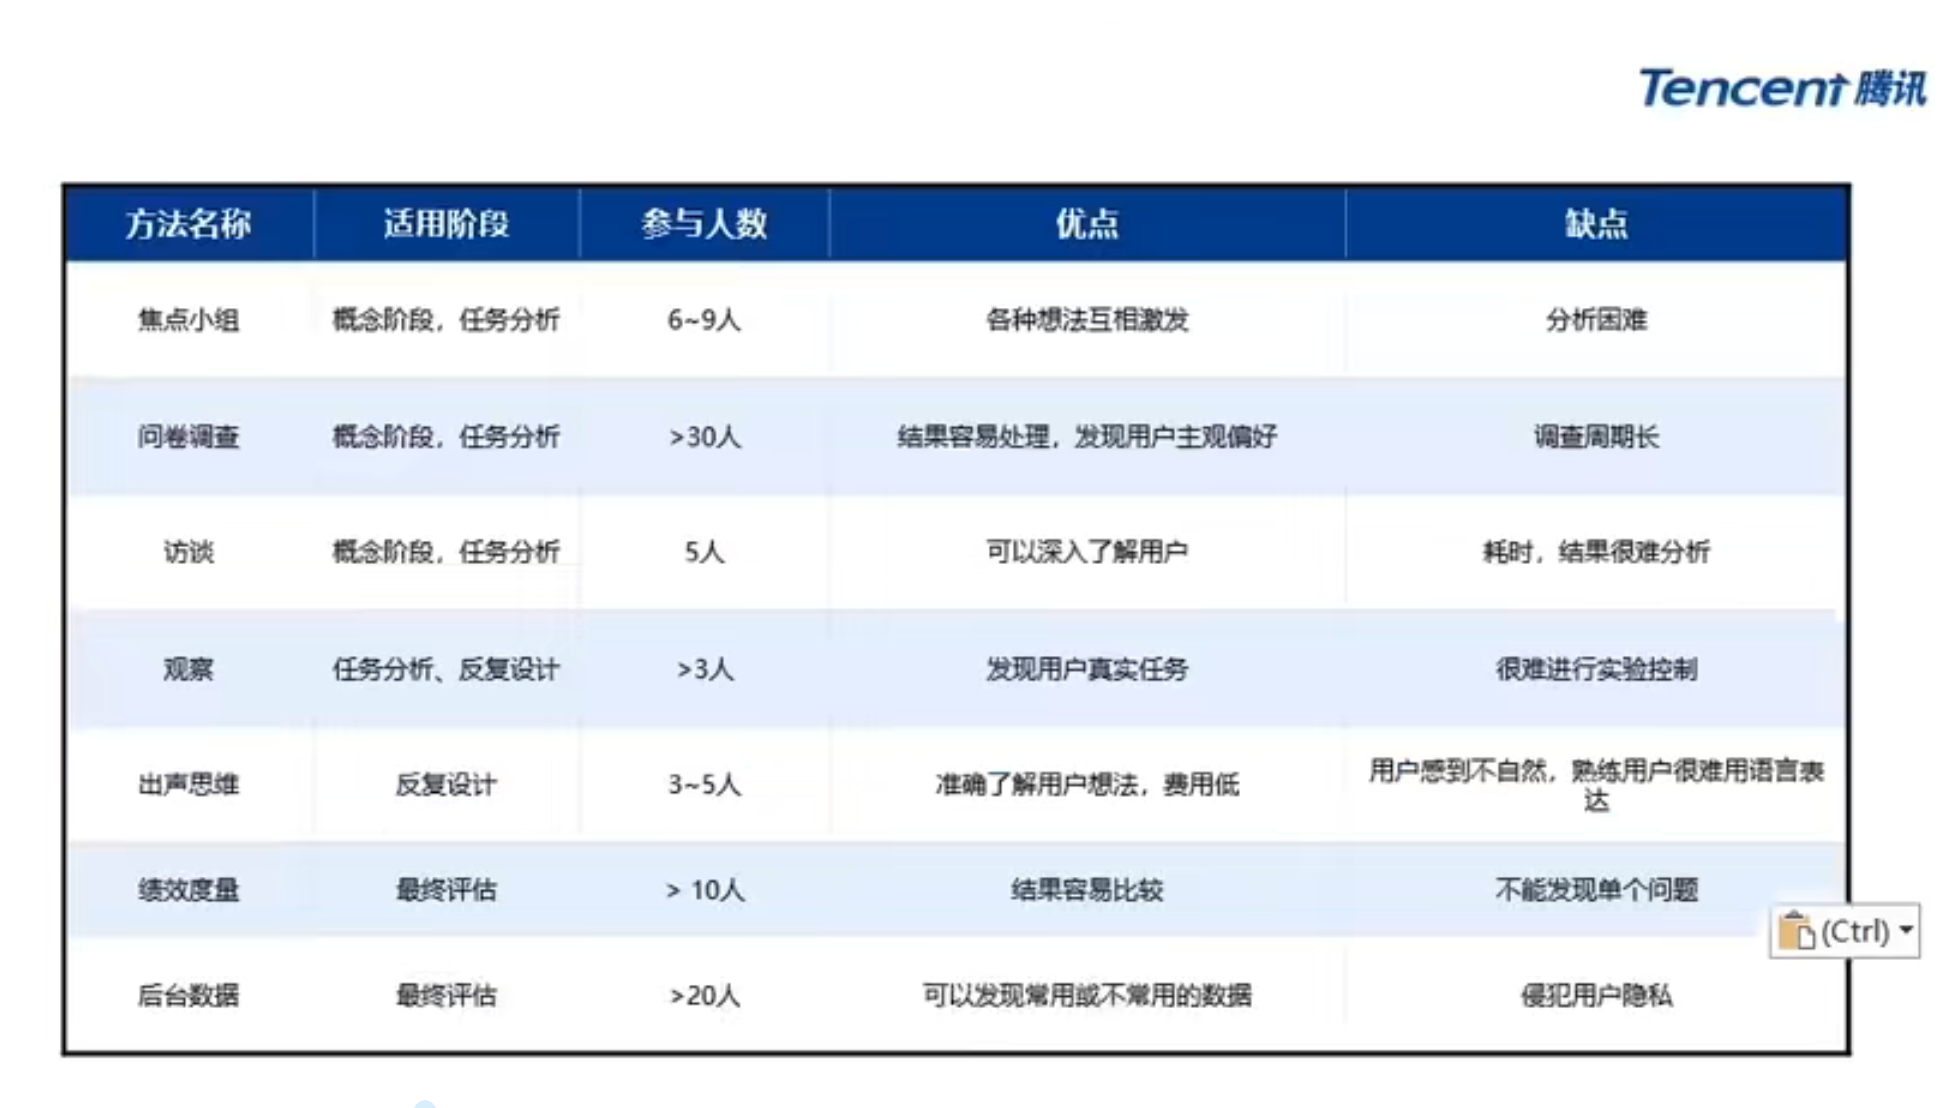 Tencent 腾讯
方法名称 适用阶段 参与人数 优点 缺点
焦点小组 概念阶段，任务分析 6~9人 各种想法互相激发 分析困难
问卷调查 概念阶段，任务分析 >30人 结果容易处理，发现用户主观偏好 调查周期长
访谈 概念阶段，任务分析 5人 可以深入了解用户 耗时，结果很难分析
观察 任务分析、反复设计 >3人 发现用户真实任务 很难进行实验控制
出声思维 反复设计 3~5人 准确了解用户想法，费用低 用户感到不自然，熟练用户很难用语言表
达
绩效度量 最终评估 > 10人 结果容易比较 不能发现单个问题
(Ctrl)
后台数据 最终评估 >20人 可以发现常用或不常用的数据 侵犯用户隐私